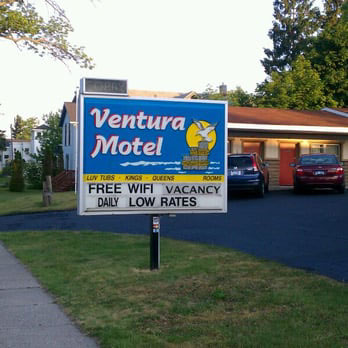 Ventura
Motel
LUV TUBS - KINGS - QUEENS ROOMS
FREE WIFI VACANCY
DAILY LOW RATES